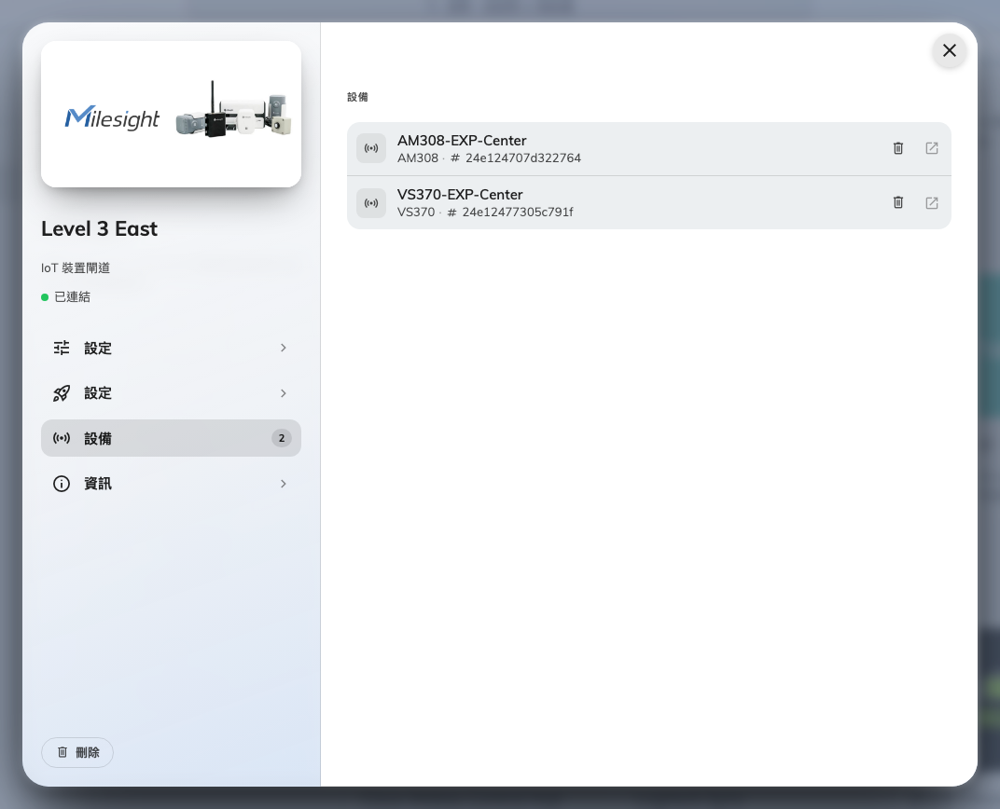 Milesight
Level 3 East
IoT 裝置閘道
已連結
設定
設定
設備 2
資訊
刪除
設備
AM308-EXP-Center
AM308 · # 24e124707d322764
VS370-EXP-Center
VS370 · # 24e12477305c791f